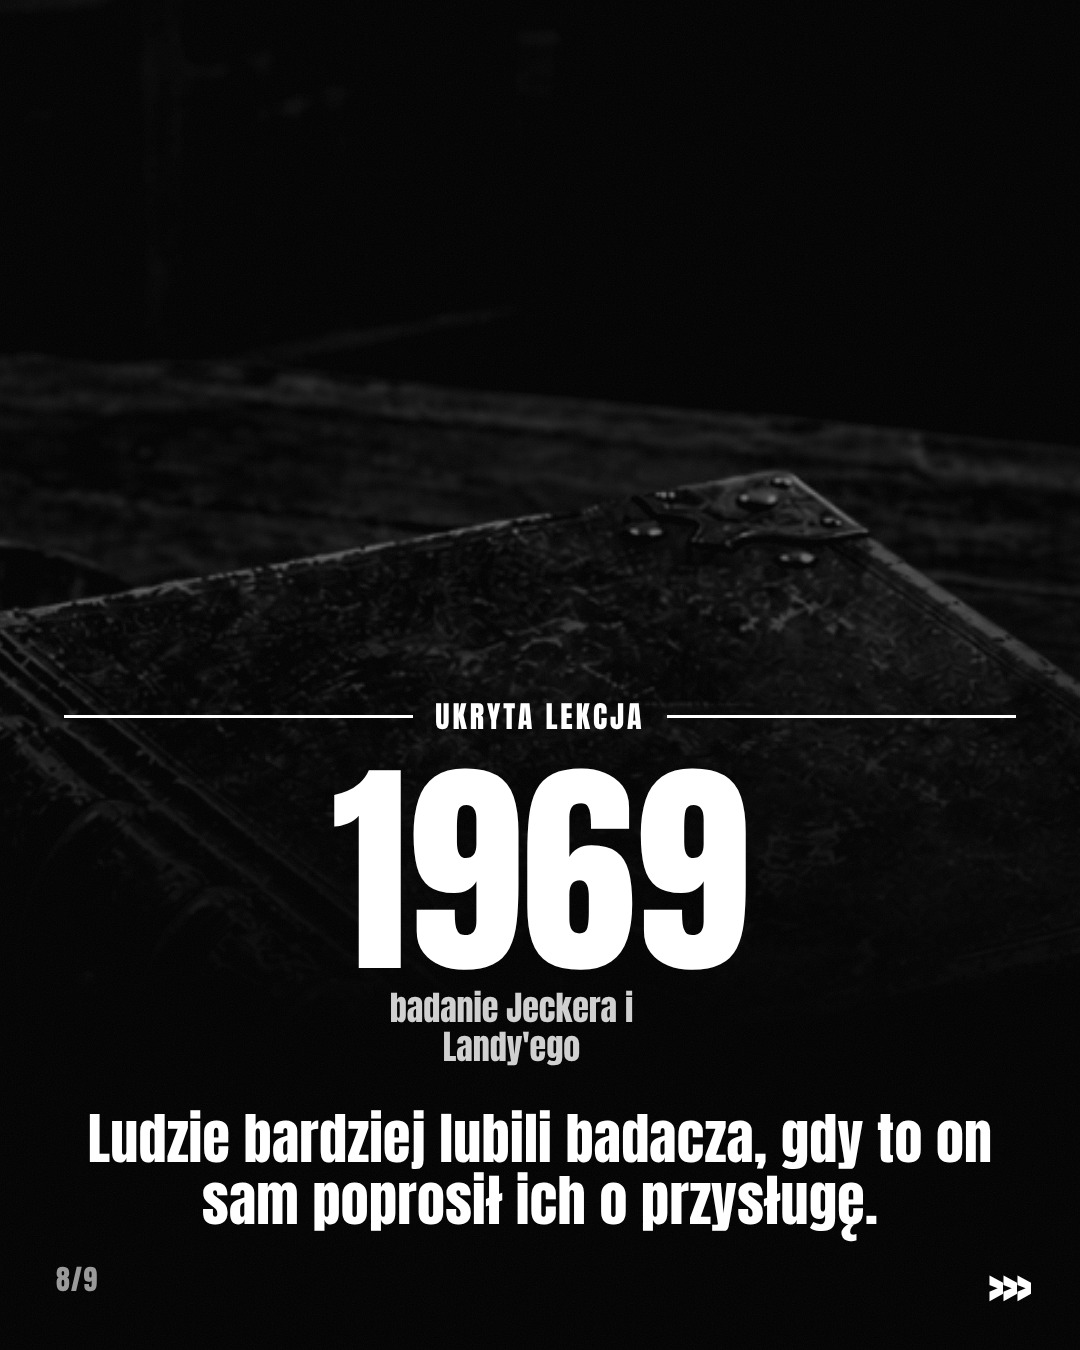 UKRYTA LEKCJA
1969
badanie Jeckera i
Landy'ego
Ludzie bardziej lubili badacza, gdy to on
sam poprosił ich o przysługę.
8/9
>>>